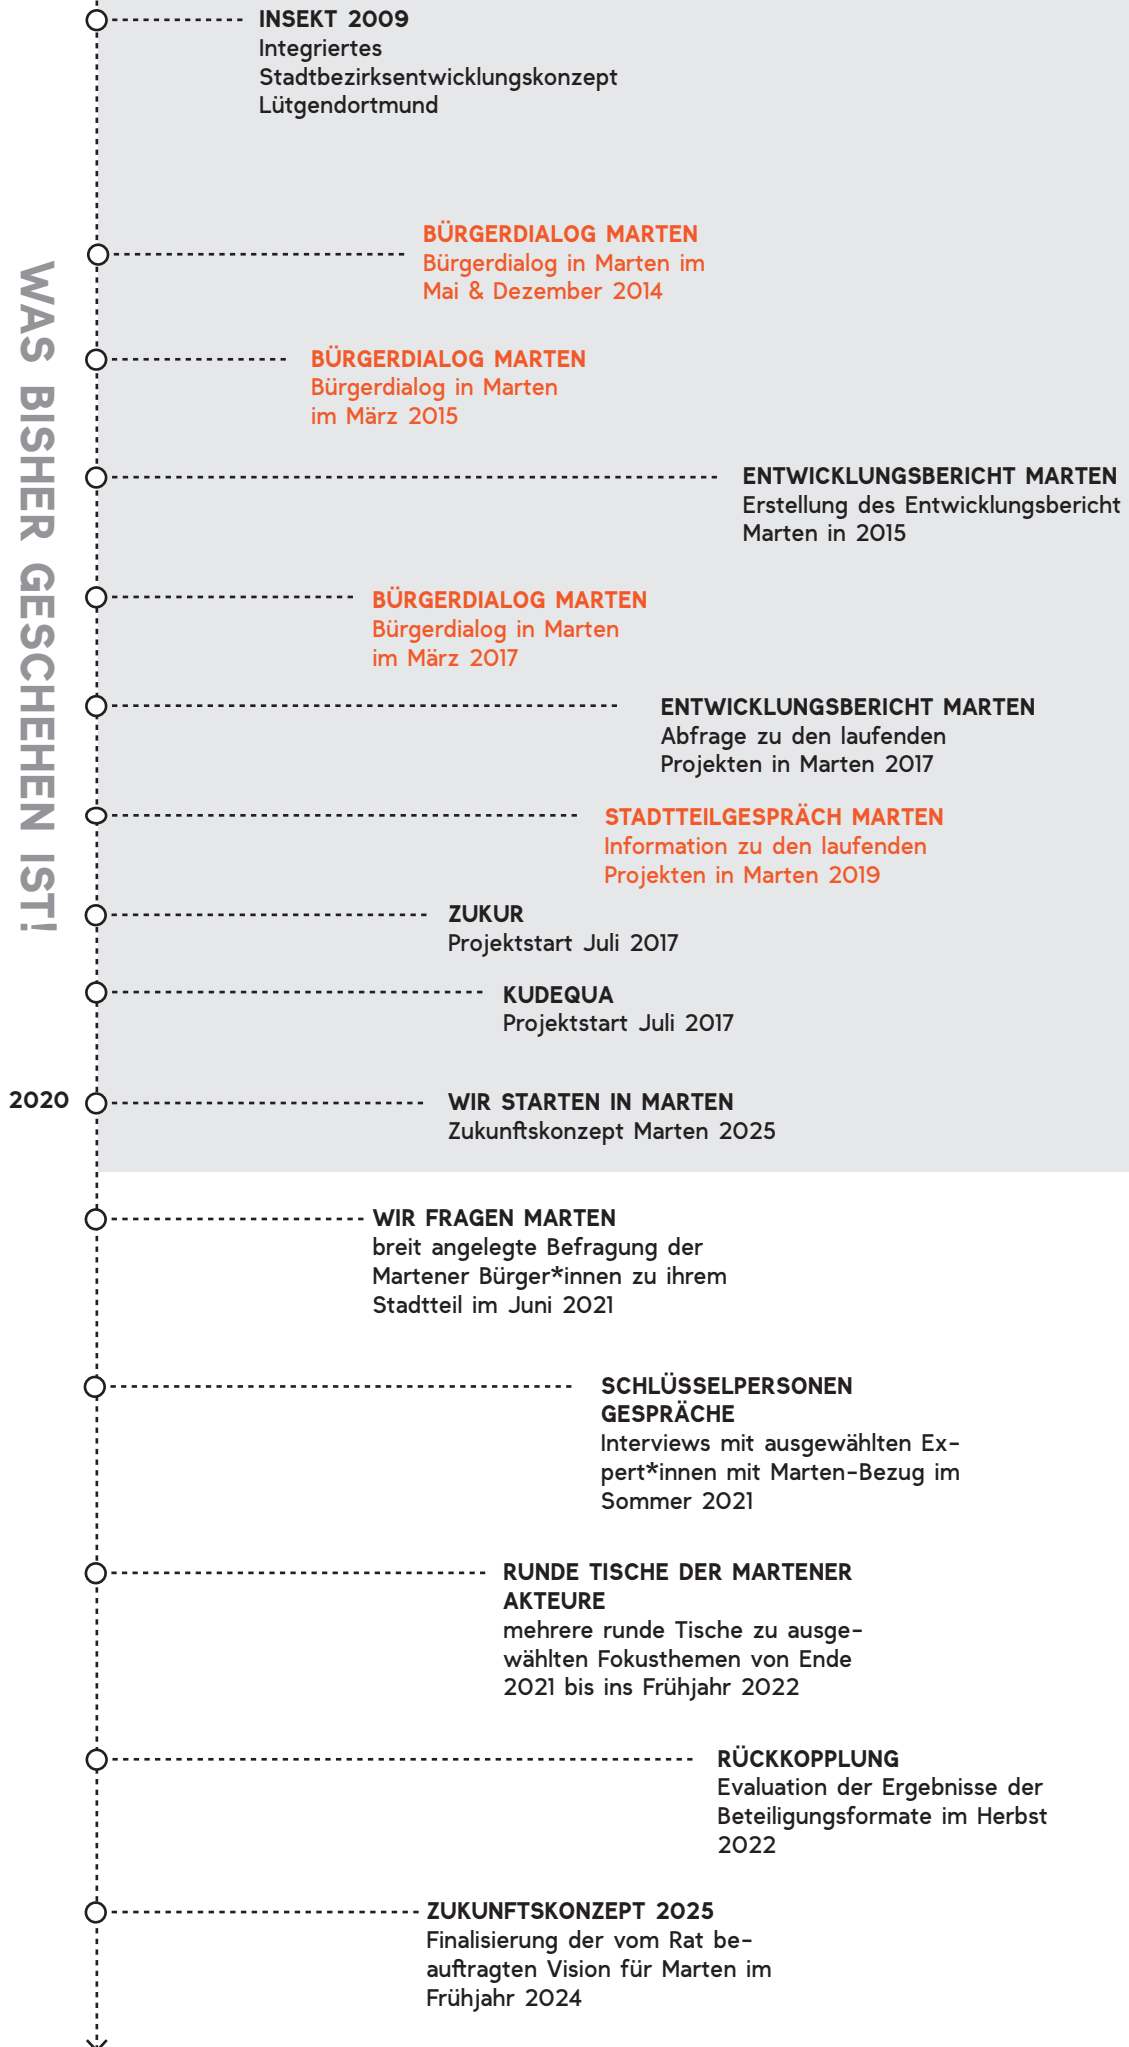 WAS BISHER GESCHEHEN IST!
INSEKT 2009
Integriertes
Stadtbezirksentwicklungskonzept
Lütgendortmund
BÜRGERDIALOG MARTEN
Bürgerdialog in Marten im
Mai & Dezember 2014
BÜRGERDIALOG MARTEN
Bürgerdialog in Marten
im März 2015
ENTWICKLUNGSBERICHT MARTEN
Erstellung des Entwicklungsbericht
Marten in 2015
BÜRGERDIALOG MARTEN
Bürgerdialog in Marten
im März 2017
ENTWICKLUNGSBERICHT MARTEN
Abfrage zu den laufenden
Projekten in Marten 2017
STADTTEILGESPRÄCH MARTEN
Information zu den laufenden
Projekten in Marten 2019
ZUKUR
Projektstart Juli 2017
KUDEQUA
Projektstart Juli 2017
2020
WIR STARTEN IN MARTEN
Zukunftskonzept Marten 2025
WIR FRAGEN MARTEN
breit angelegte Befragung der
Martener Bürger*innen zu ihrem
Stadtteil im Juni 2021
SCHLÜSSELPERSONEN
GESPRÄCHE
Interviews mit ausgewählten Ex-
pert*innen mit Marten-Bezug im
Sommer 2021
RUNDE TISCHE DER MARTENER
AKTEURE
mehrere runde Tische zu ausge-
wählten Fokusthemen von Ende
2021 bis ins Frühjahr 2022
RÜCKKOPPLUNG
Evaluation der Ergebnisse der
Beteiligungsformate im Herbst
2022
ZUKUNFTSKONZEPT 2025
Finalisierung der vom Rat be-
auftragten Vision für Marten im
Frühjahr 2024